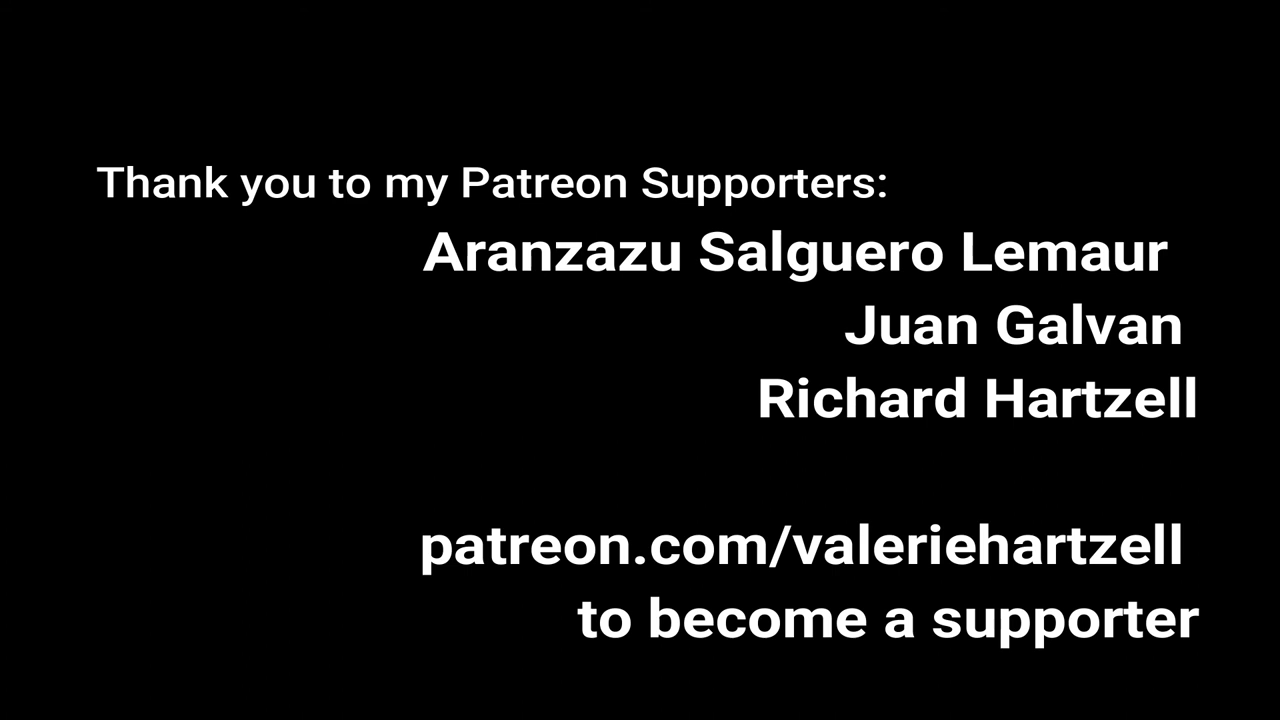 Thank you to my Patreon Supporters:
Aranzazu Salguero Lemaur
Juan Galvan
Richard Hartzell
patreon.com/valeriehartzell
to become a supporter